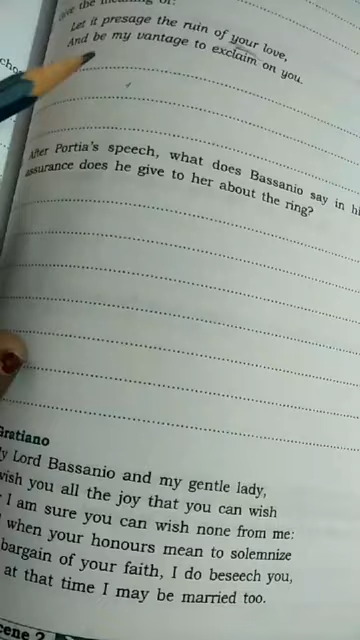 Give the meaning of:
Let it presage the ruin of your love,
And be my vantage to exclaim on you.
After Portia's speech, what does Bassanio say in
assurance does he give to her about the ring?
Gratiano
Lord Bassanio and my gentle lady,
wish you all the joy that you can wish
I am sure you can wish none from me:
when your honours mean to solemnize
bargain of your faith, I do beseech you,
at that time I may be married too.